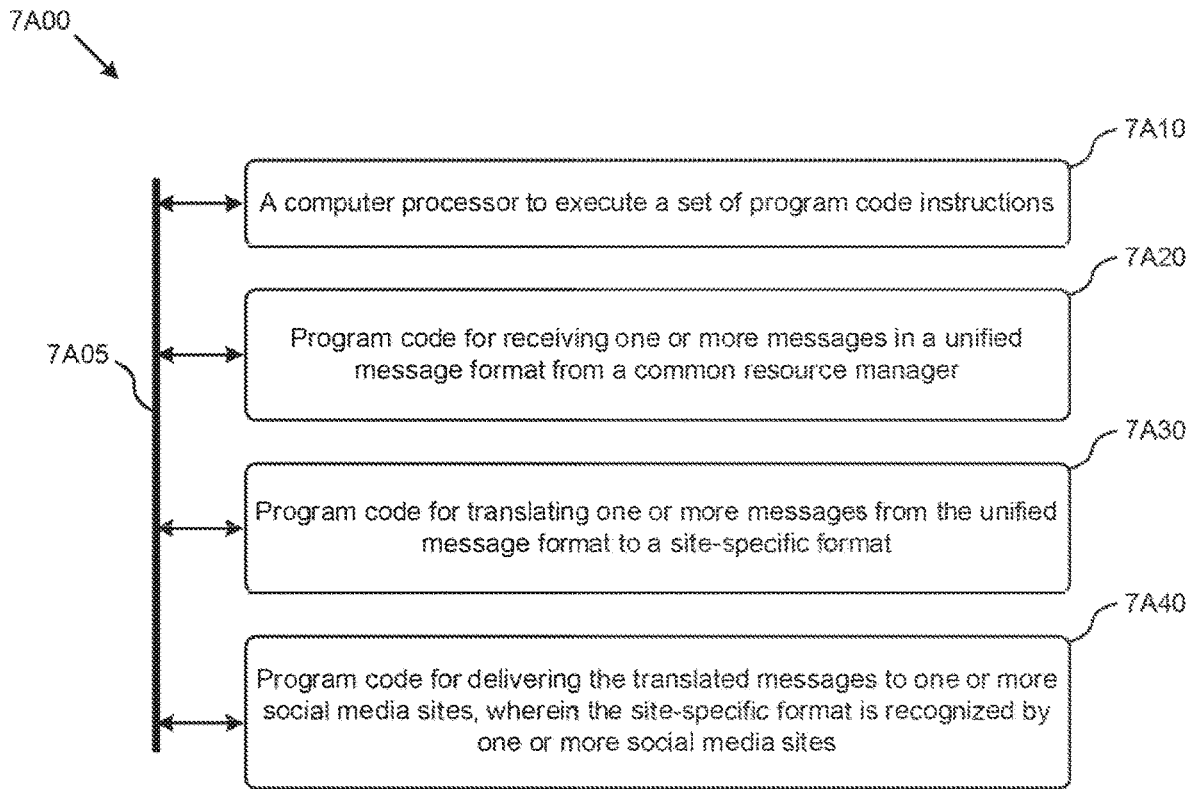 7A00
7A10
A computer processor to execute a set of program code instructions
7A20
Program code for receiving one or more messages in a unified
message format from a common resource manager
7A05
7A30
Program code for translating one or more messages from the unified
message format to a site-specific format
7A40
Program code for delivering the translated messages to one or more
social media sites, wherein the site-specific format is recognized by
one or more social media sites